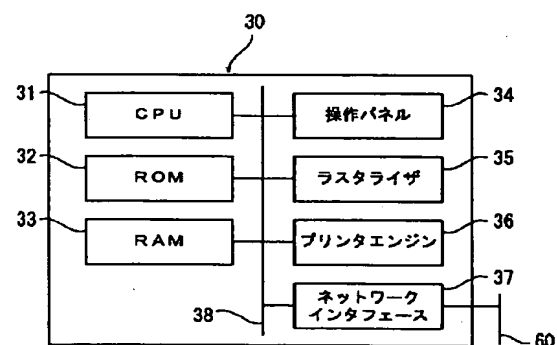 30
31
CPU
操作パネル
34
32
ROM
ラスタライザ
35
33
RAM
プリンタエンジン
36
37
ネットワーク
インタフェース
38
60